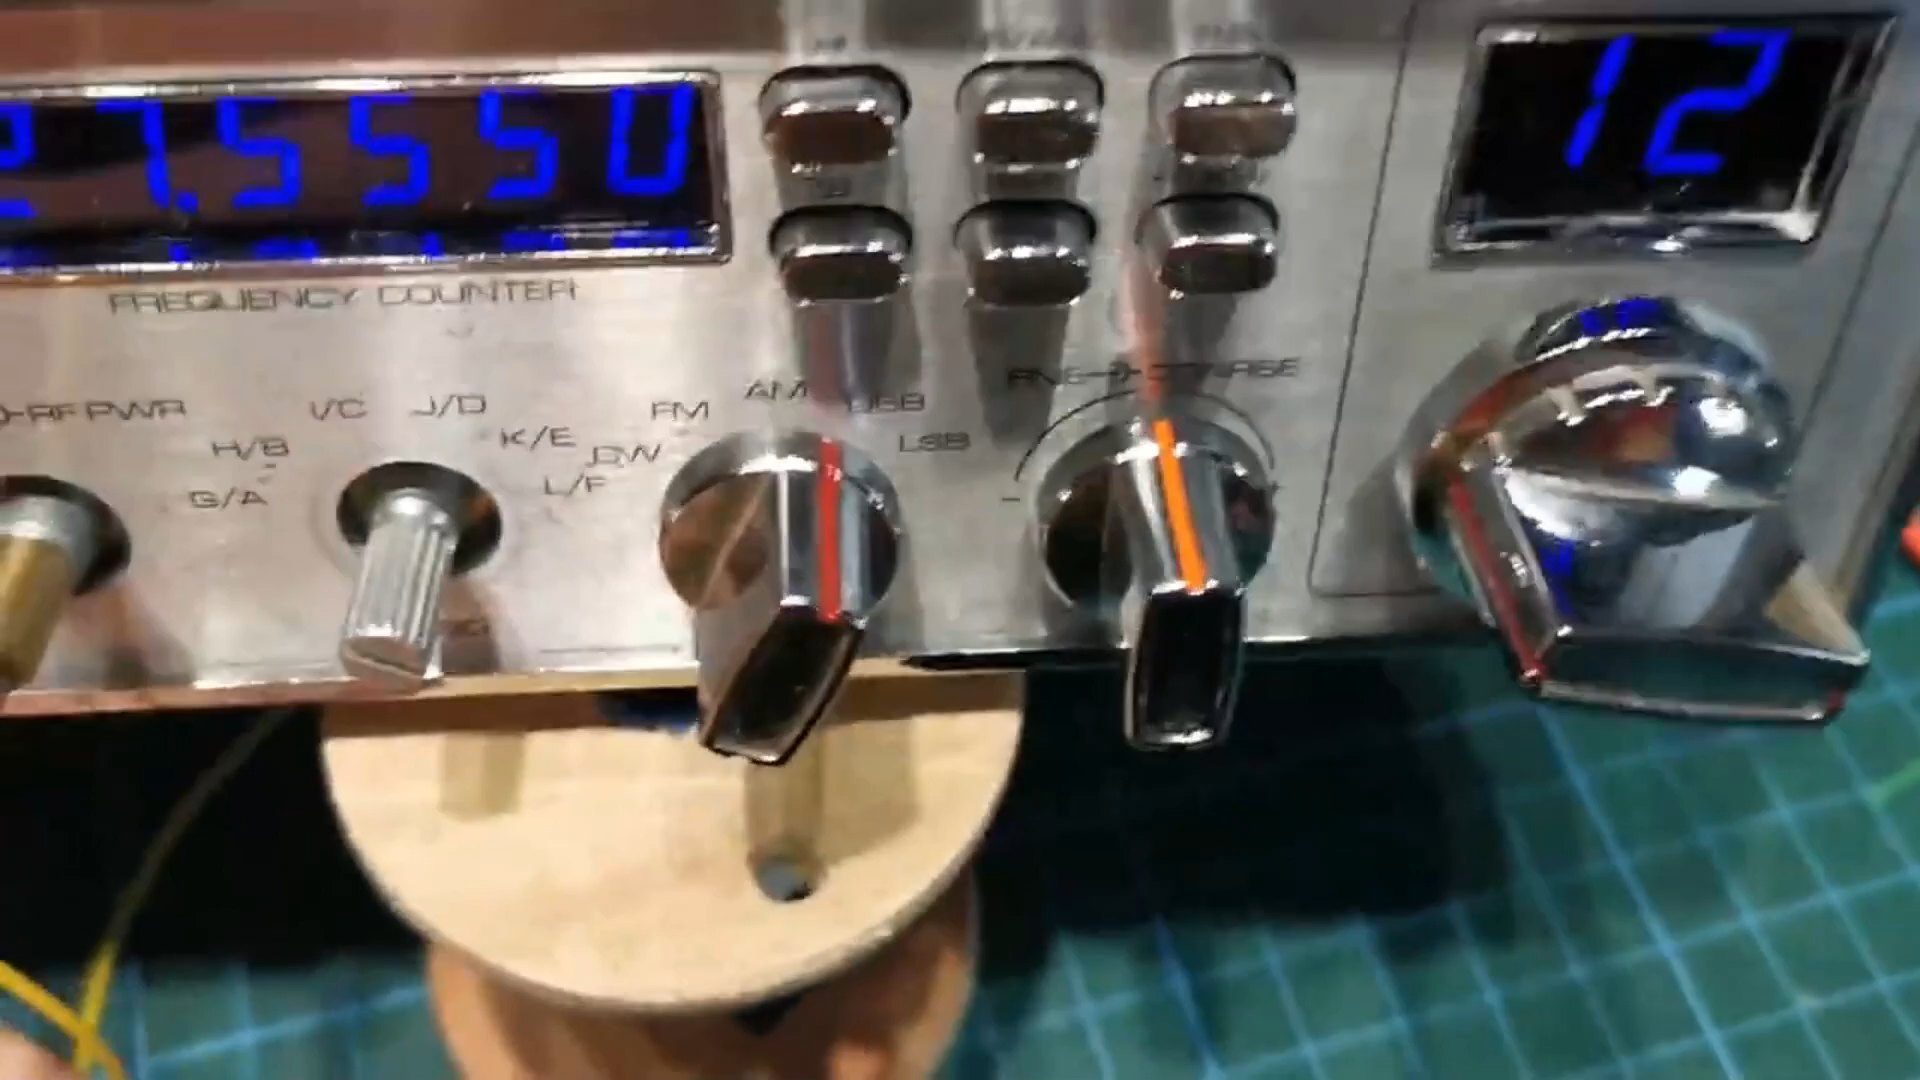 27.5550
12
FREQUENCY COUNTER
RF PWR
G/A
H/B
I/C
J/D
K/E
L/F
CW
FM
AM
USB
LSB